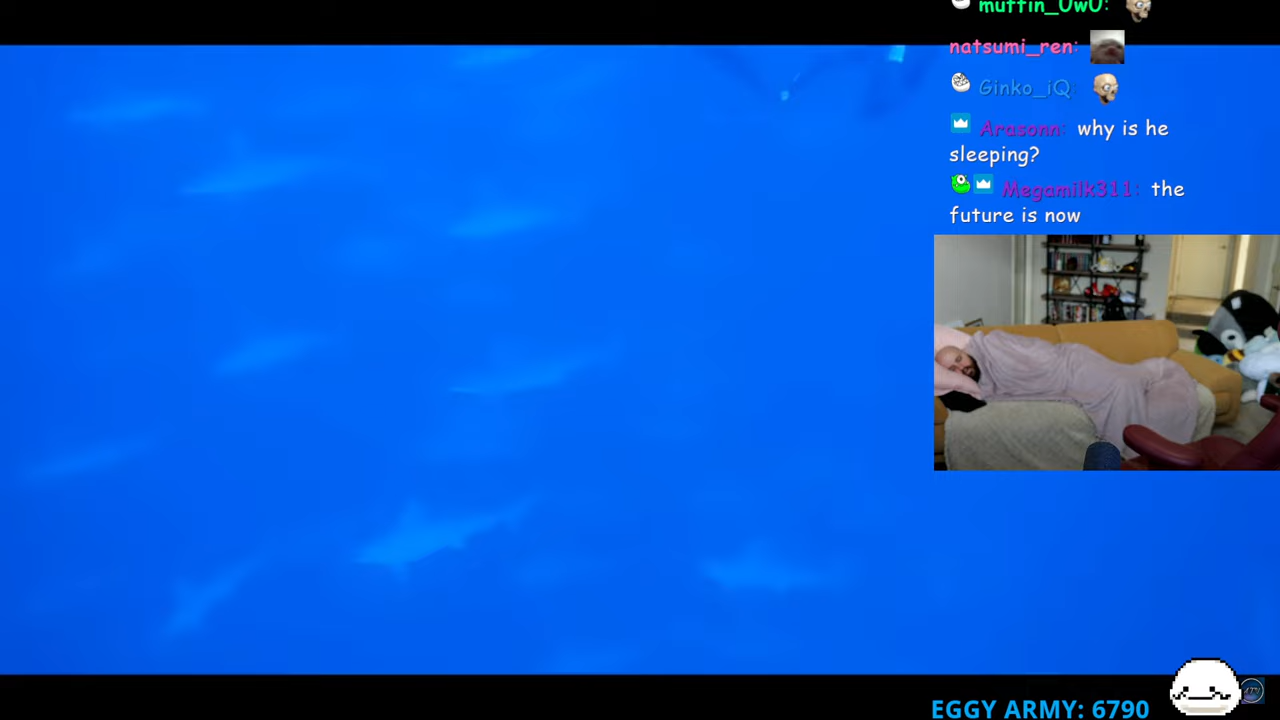 muffin_UwU:
natsumi_ren:
Ginko_iQ:
Arasonn: why is he
sleeping?
Megamilk311: the
future is now
EGGY ARMY: 6790